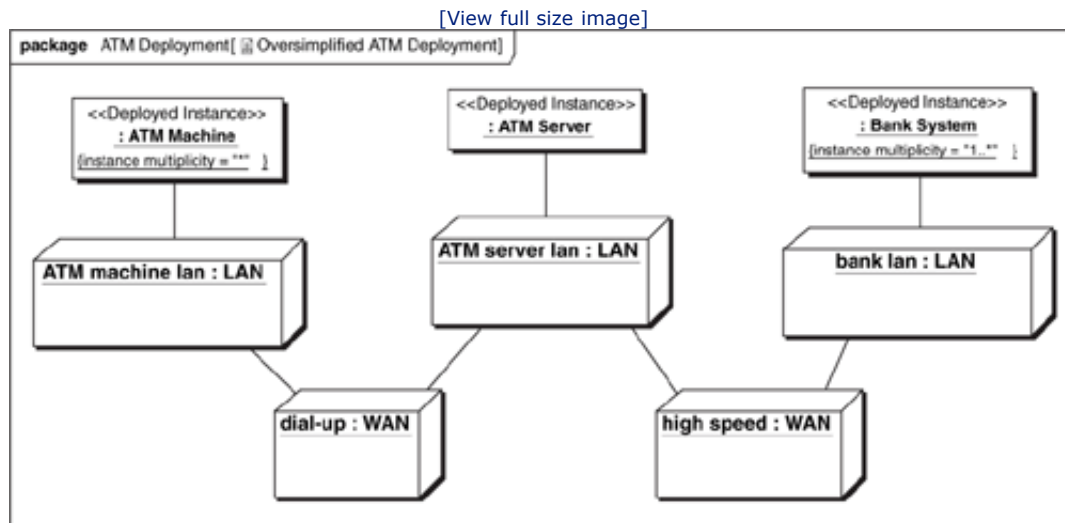 [View full size image]
package ATM Deployment[ Oversimplified ATM Deployment]
<<Deployed Instance>>
: ATM Machine
{instance multiplicity = "*" }
<<Deployed Instance>>
: ATM Server
<<Deployed Instance>>
: Bank System
{instance multiplicity = "1..*" }
ATM machine lan : LAN
ATM server lan : LAN
bank lan : LAN
dial-up : WAN
high speed : WAN